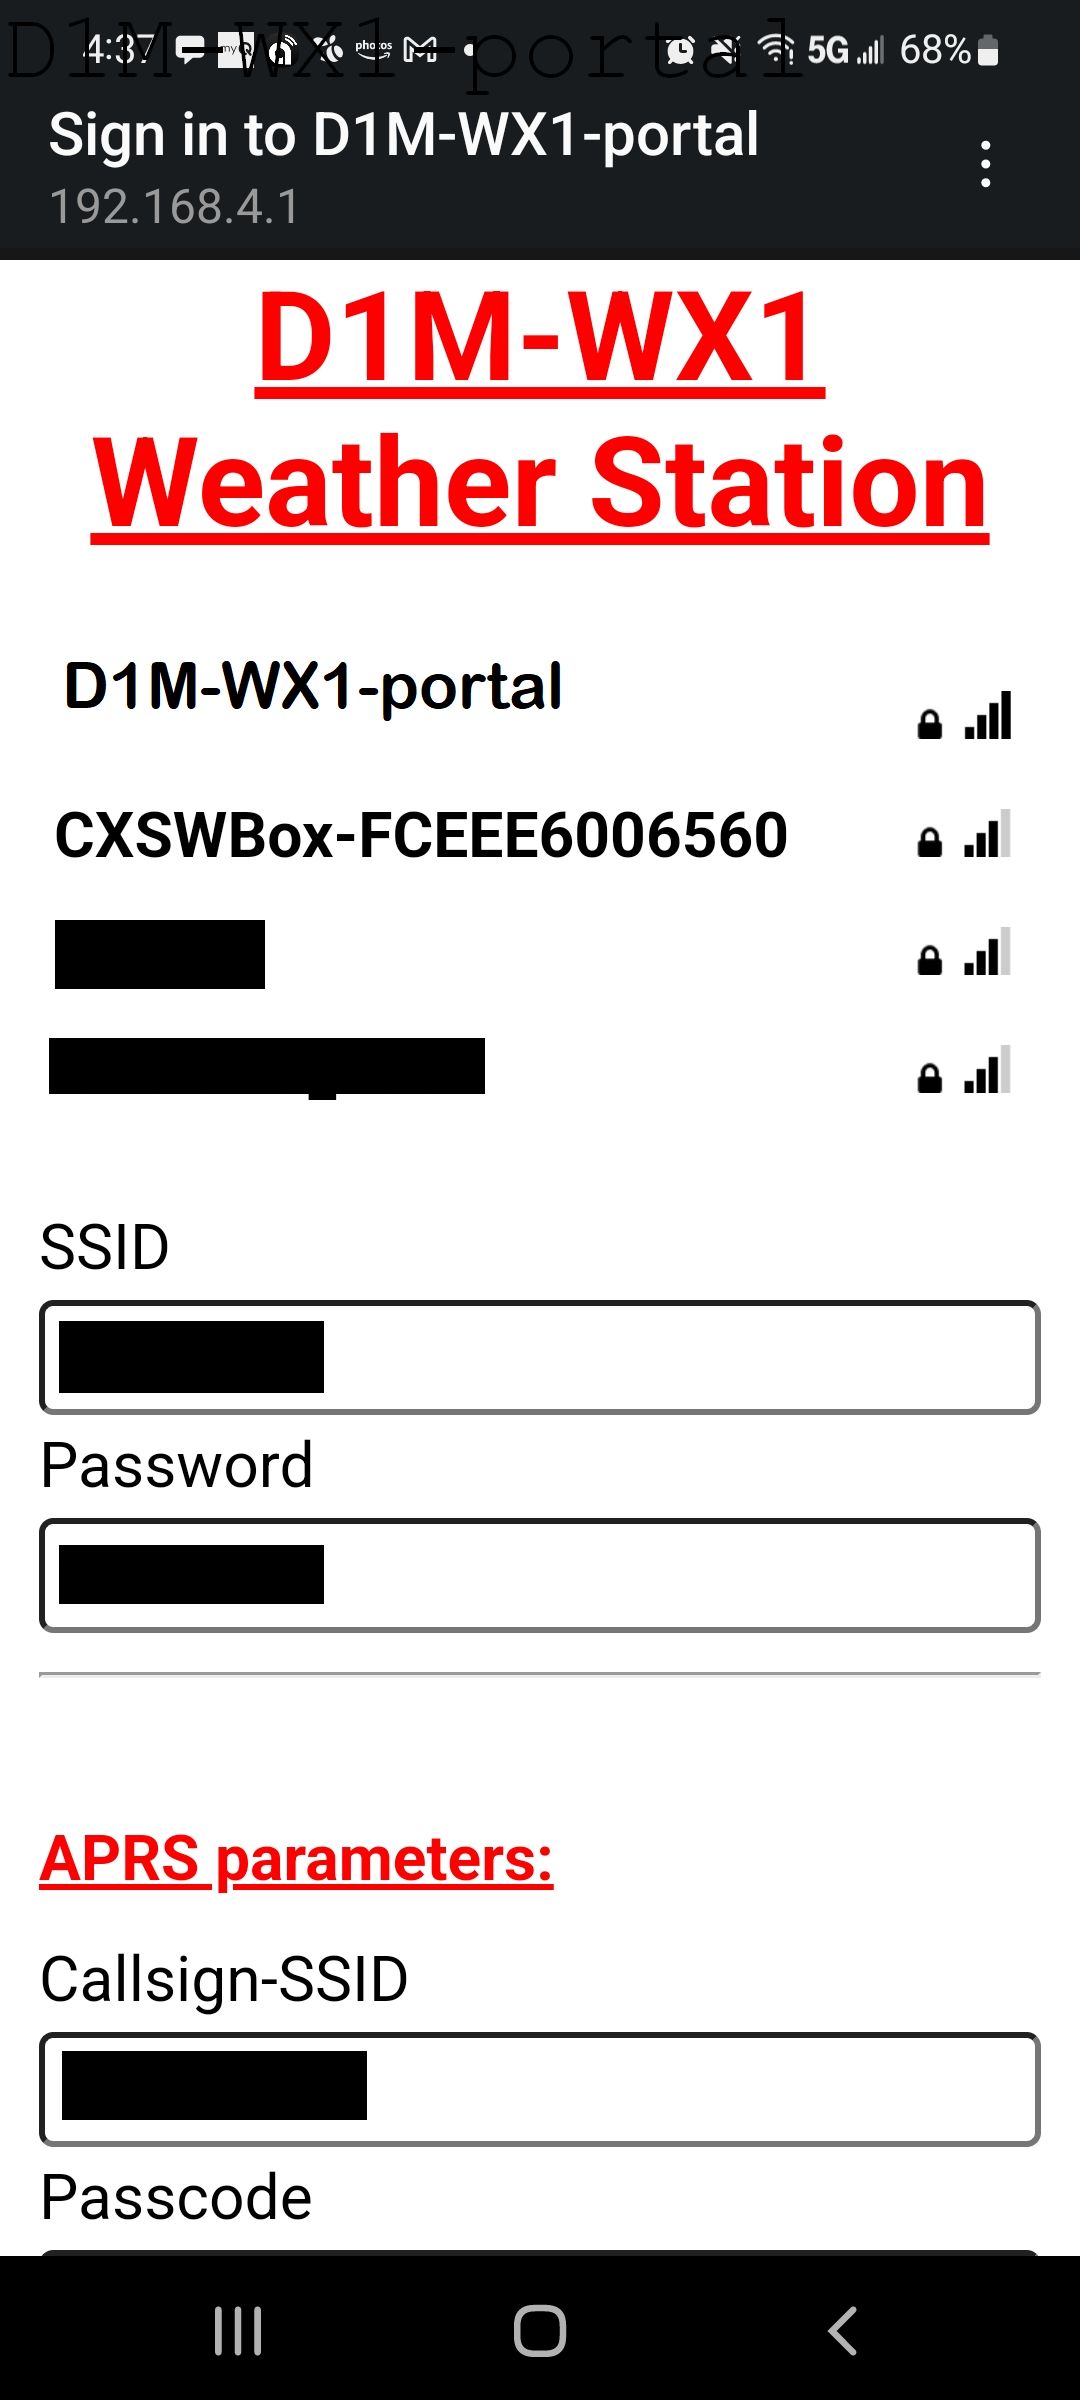 D1M-WX1-portal
4:37 myQ photos 5G 68%
Sign in to D1M-WX1-portal
192.168.4.1
D1M-WX1
Weather Station
D1M-WX1-portal
CXSWBox-FCEEE6006560
SSID
Password
APRS parameters:
Callsign-SSID
Passcode